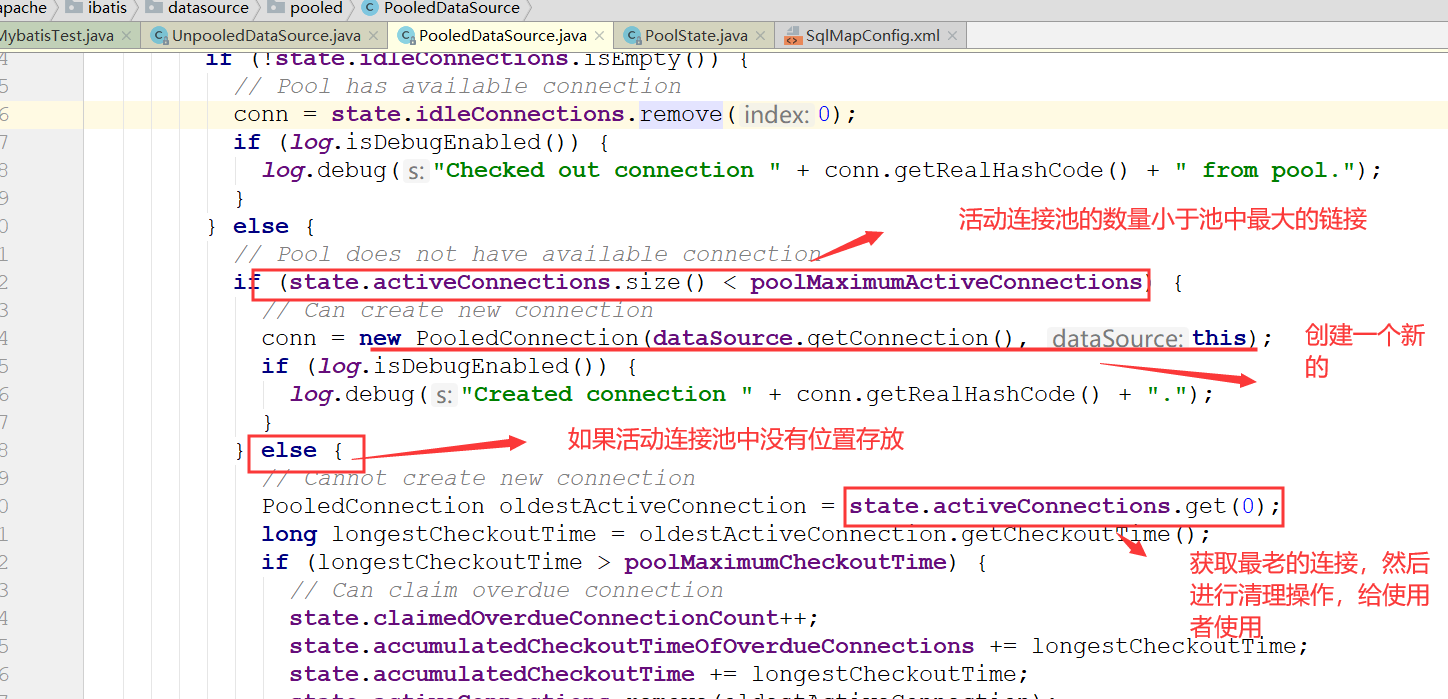 apache ibatis datasource pooled PooledDataSource
MybatisTest.java UnpooledDataSource.java PooledDataSource.java PoolState.java SqlMapConfig.xml
4 if (!state.idleConnections.isEmpty()) {
5 // Pool has available connection
6 conn = state.idleConnections.remove( index: 0);
7 if (log.isDebugEnabled()) {
8 log.debug( s: "Checked out connection " + conn.getRealHashCode() + " from pool.");
9 }
0 } else {
活动连接池的数量小于池中最大的链接
1 // Pool does not have available connection
2 if (state.activeConnections.size() < poolMaximumActiveConnections) {
3 // Can create new connection
4 conn = new PooledConnection(dataSource.getConnection(), dataSource: this);
创建一个新
的
5 if (log.isDebugEnabled()) {
6 log.debug( s: "Created connection " + conn.getRealHashCode() + ".");
7 }
8 } else {
如果活动连接池中没有位置存放
9 // Cannot create new connection
0 PooledConnection oldestActiveConnection = state.activeConnections.get(0);
1 long longestCheckoutTime = oldestActiveConnection.getCheckoutTime();
2 if (longestCheckoutTime > poolMaximumCheckoutTime) {
获取最老的连接，然后
进行清理操作，给使用
者使用
3 // Can claim overdue connection
4 state.claimedOverdueConnectionCount++;
5 state.accumulatedCheckoutTimeOfOverdueConnections += longestCheckoutTime;
6 state.accumulatedCheckoutTime += longestCheckoutTime;
state.activeConnections.remove(oldestActiveConnection);